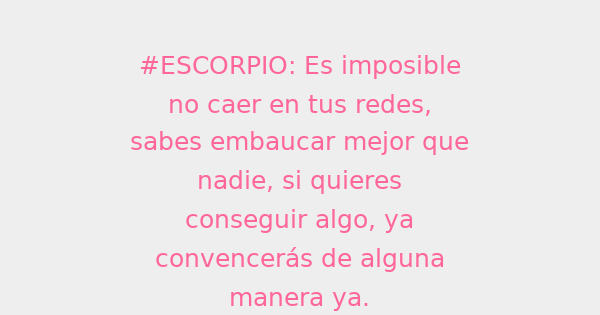 #ESCORPIO: Es imposible
no caer en tus redes,
sabes embaucar mejor que
nadie, si quieres
conseguir algo, ya
convencerás de alguna
manera ya.